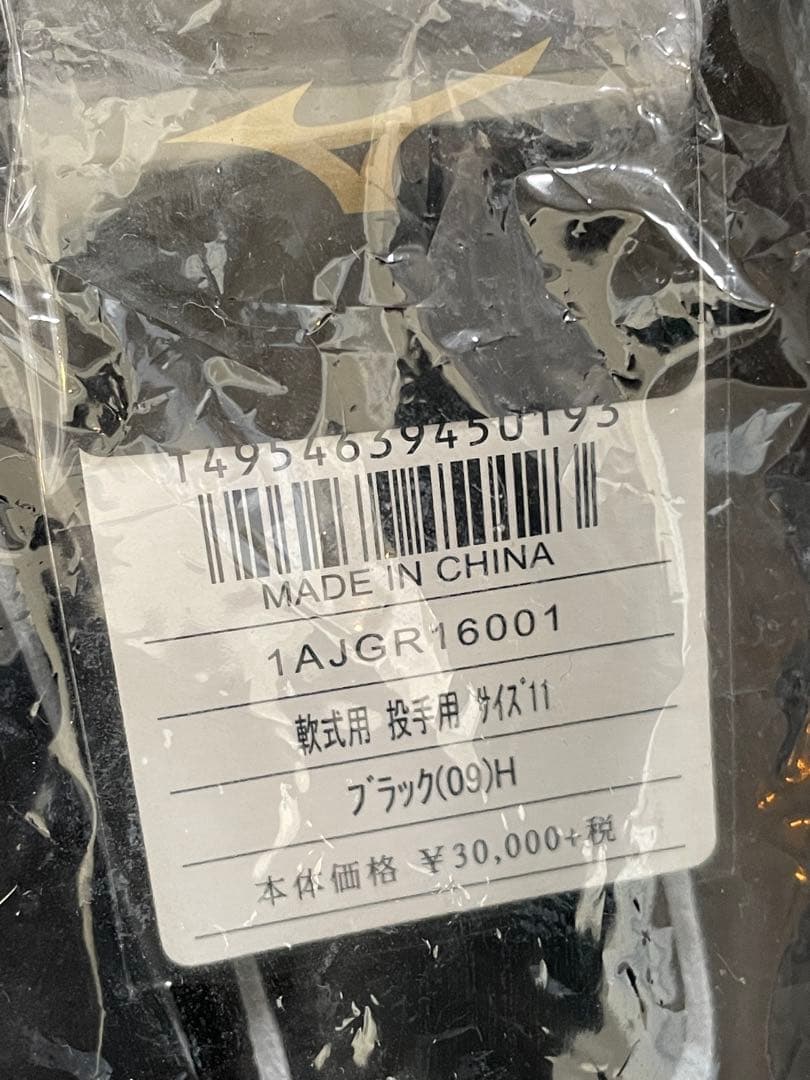 T4954639450193
MADE IN CHINA
1AJGR16001
軟式用 投手用 ｻｲｽﾞ11
ブラック(09)H
本体価格 ￥30,000+税